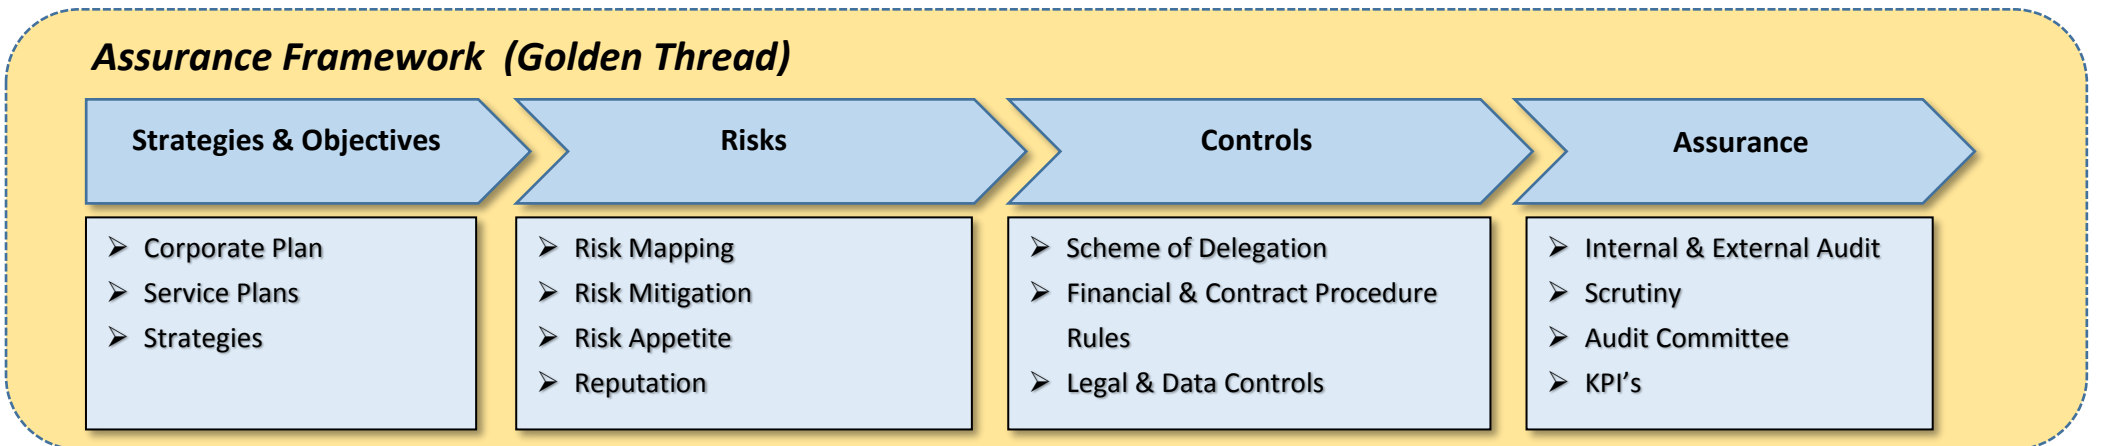 Assurance Framework (Golden Thread)
Strategies & Objectives
Risks
Controls
Assurance
➢ Corporate Plan
➢ Service Plans
➢ Strategies
➢ Risk Mapping
➢ Risk Mitigation
➢ Risk Appetite
➢ Reputation
➢ Scheme of Delegation
➢ Financial & Contract Procedure
Rules
➢ Legal & Data Controls
➢ Internal & External Audit
➢ Scrutiny
➢ Audit Committee
➢ KPI’s